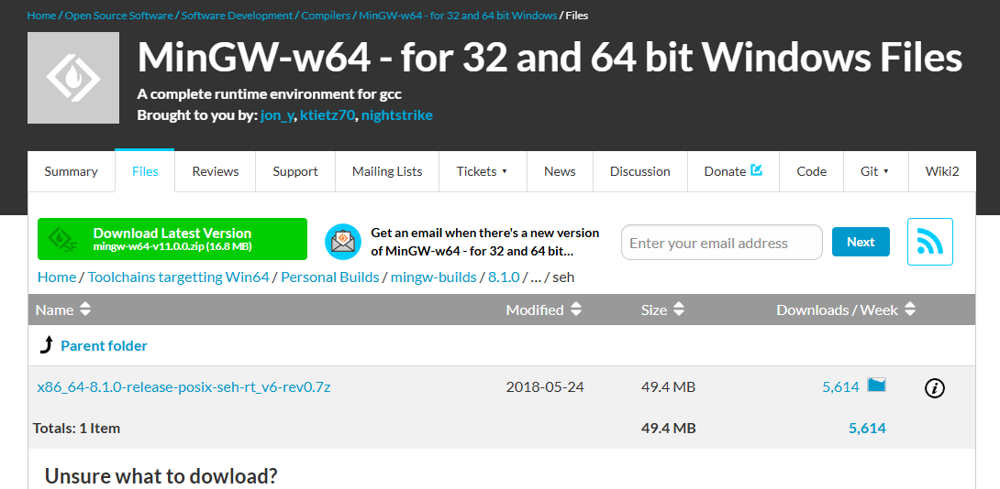 Home / Open Source Software / Software Development / Compilers / MinGW-w64 - for 32 and 64 bit Windows / Files
MinGW-w64 - for 32 and 64 bit Windows Files
A complete runtime environment for gcc
Brought to you by: jon_y, ktietz70, nightstrike
Summary Files Reviews Support Mailing Lists Tickets ▾ News Discussion Donate Code Git ▾ Wiki2
SF
Download Latest Version
mingw-w64-v11.0.0.zip (16.8 MB)
Get an email when there's a new version
of MinGW-w64 - for 32 and 64 bit...
Enter your email address
Next
Home / Toolchains targetting Win64 / Personal Builds / mingw-builds / 8.1.0 / ... / seh
Name Modified Size Downloads / Week
Parent folder
x86_64-8.1.0-release-posix-seh-rt_v6-rev0.7z 2018-05-24 49.4 MB 5,614
Totals: 1 Item 49.4 MB 5,614
Unsure what to dowload?